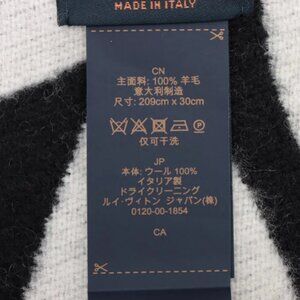 MADE IN ITALY
CN
主面料: 100% 羊毛
意大利制造
尺寸: 209cm x 30cm
仅可干洗
JP
本体: ウール 100%
イタリア製
ドライクリーニング
ルイ・ヴィトン ジャパン(株)
0120-00-1854
CA